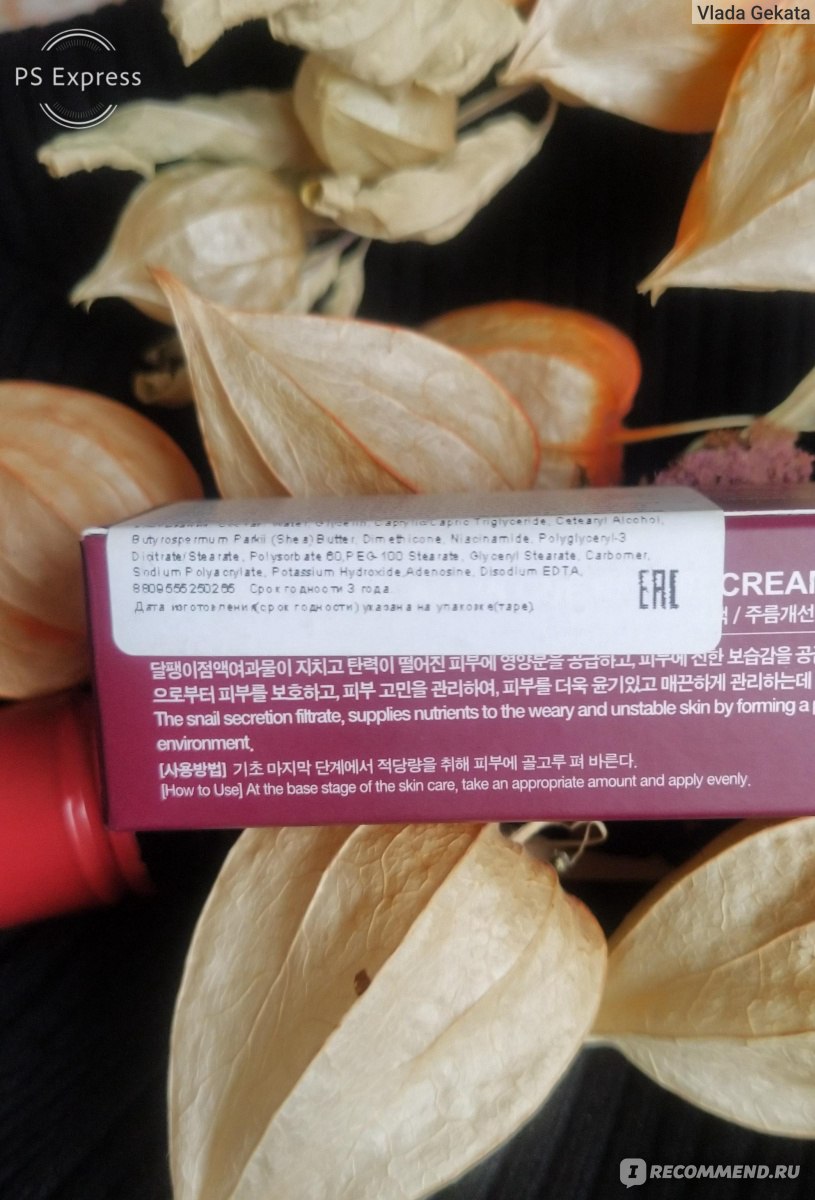 Vlada Gekata
PS Express
Water, Glycerin, Caprylic Capric Triglyceride, Cetearyl Alcohol,
Butyrospermum Parkii (Shea) Butter, Dimethicone, Niacinamide, Polyglyceryl-3
Dicitrate/Stearate, Polysorbate 60,PEG-100 Stearate, Glyceryl Stearate, Carbomer,
Sodium Polyacrylate, Potassium Hydroxide,Adenosine, Disodium EDTA,
8809555250266 Срок годности 3 года.
Дата изготовления(срок годности) указана на упаковке(таре).
EAC
CREAM
/ 주름개선
달팽이점액여과물이 지치고 탄력이 떨어진 피부에 영양분을 공급하고, 피부에 진한 보습감을
으로부터 피부를 보호하고, 피부 고민을 관리하여, 피부를 더욱 윤기있고 매끈하게 관리하는데
The snail secretion filtrate, supplies nutrients to the weary and unstable skin by forming a
environment.
[사용방법] 기초 마지막 단계에서 적당량을 취해 피부에 골고루 펴 바른다.
[How to Use] At the base stage of the skin care, take an appropriate amount and apply evenly.
IRECOMMEND.RU